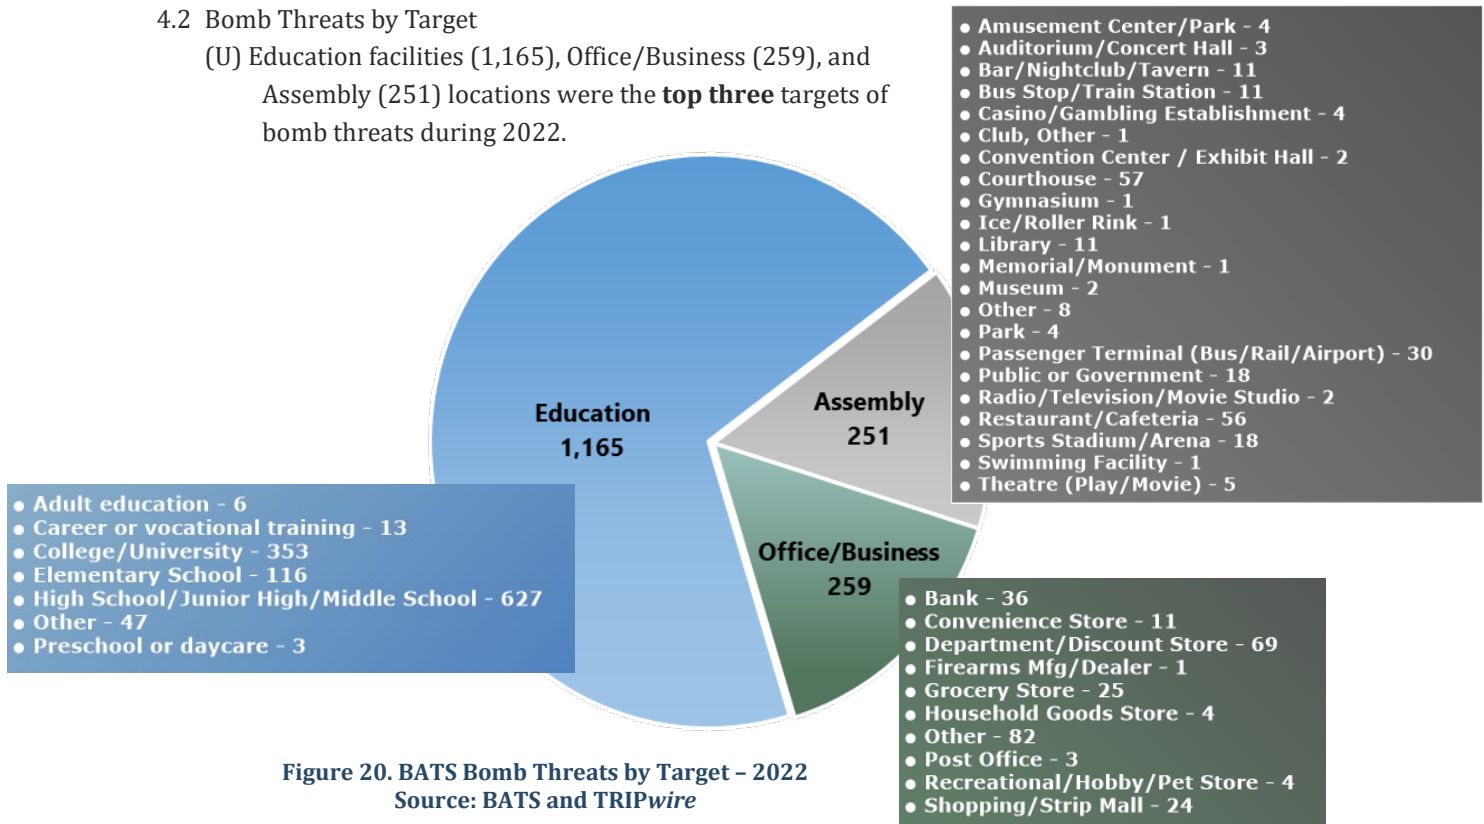 4.2 Bomb Threats by Target
(U) Education facilities (1,165), Office/Business (259), and
Assembly (251) locations were the top three targets of
bomb threats during 2022.
● Amusement Center/Park - 4
● Auditorium/Concert Hall - 3
● Bar/Nightclub/Tavern - 11
● Bus Stop/Train Station - 11
● Casino/Gambling Establishment - 4
● Club, Other - 1
● Convention Center / Exhibit Hall - 2
● Courthouse - 57
● Gymnasium - 1
● Ice/Roller Rink - 1
● Library - 11
● Memorial/Monument - 1
● Museum - 2
● Other - 8
● Park - 4
● Passenger Terminal (Bus/Rail/Airport) - 30
● Public or Government - 18
● Radio/Television/Movie Studio - 2
● Restaurant/Cafeteria - 56
● Sports Stadium/Arena - 18
● Swimming Facility - 1
● Theatre (Play/Movie) - 5
Education
1,165
Assembly
251
Office/Business
259
● Adult education - 6
● Career or vocational training - 13
● College/University - 353
● Elementary School - 116
● High School/Junior High/Middle School - 627
● Other - 47
● Preschool or daycare - 3
● Bank - 36
● Convenience Store - 11
● Department/Discount Store - 69
● Firearms Mfg/Dealer - 1
● Grocery Store - 25
● Household Goods Store - 4
● Other - 82
● Post Office - 3
● Recreational/Hobby/Pet Store - 4
● Shopping/Strip Mall - 24
Figure 20. BATS Bomb Threats by Target – 2022
Source: BATS and TRIPwire